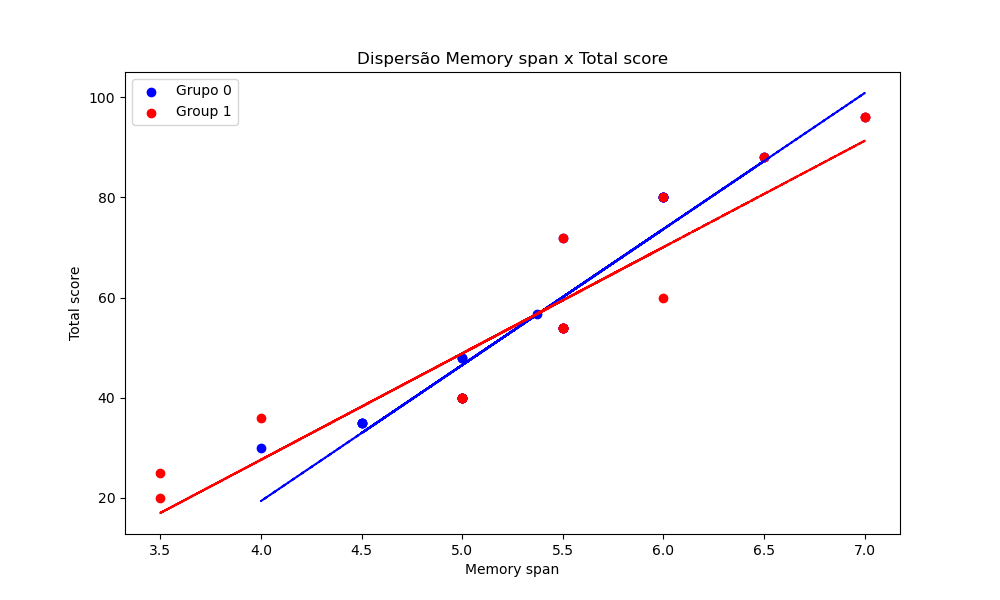 Dispersão Memory span x Total score
Grupo 0
Group 1
100
80
60
40
20
Total score
3.5 4.0 4.5 5.0 5.5 6.0 6.5 7.0
Memory span